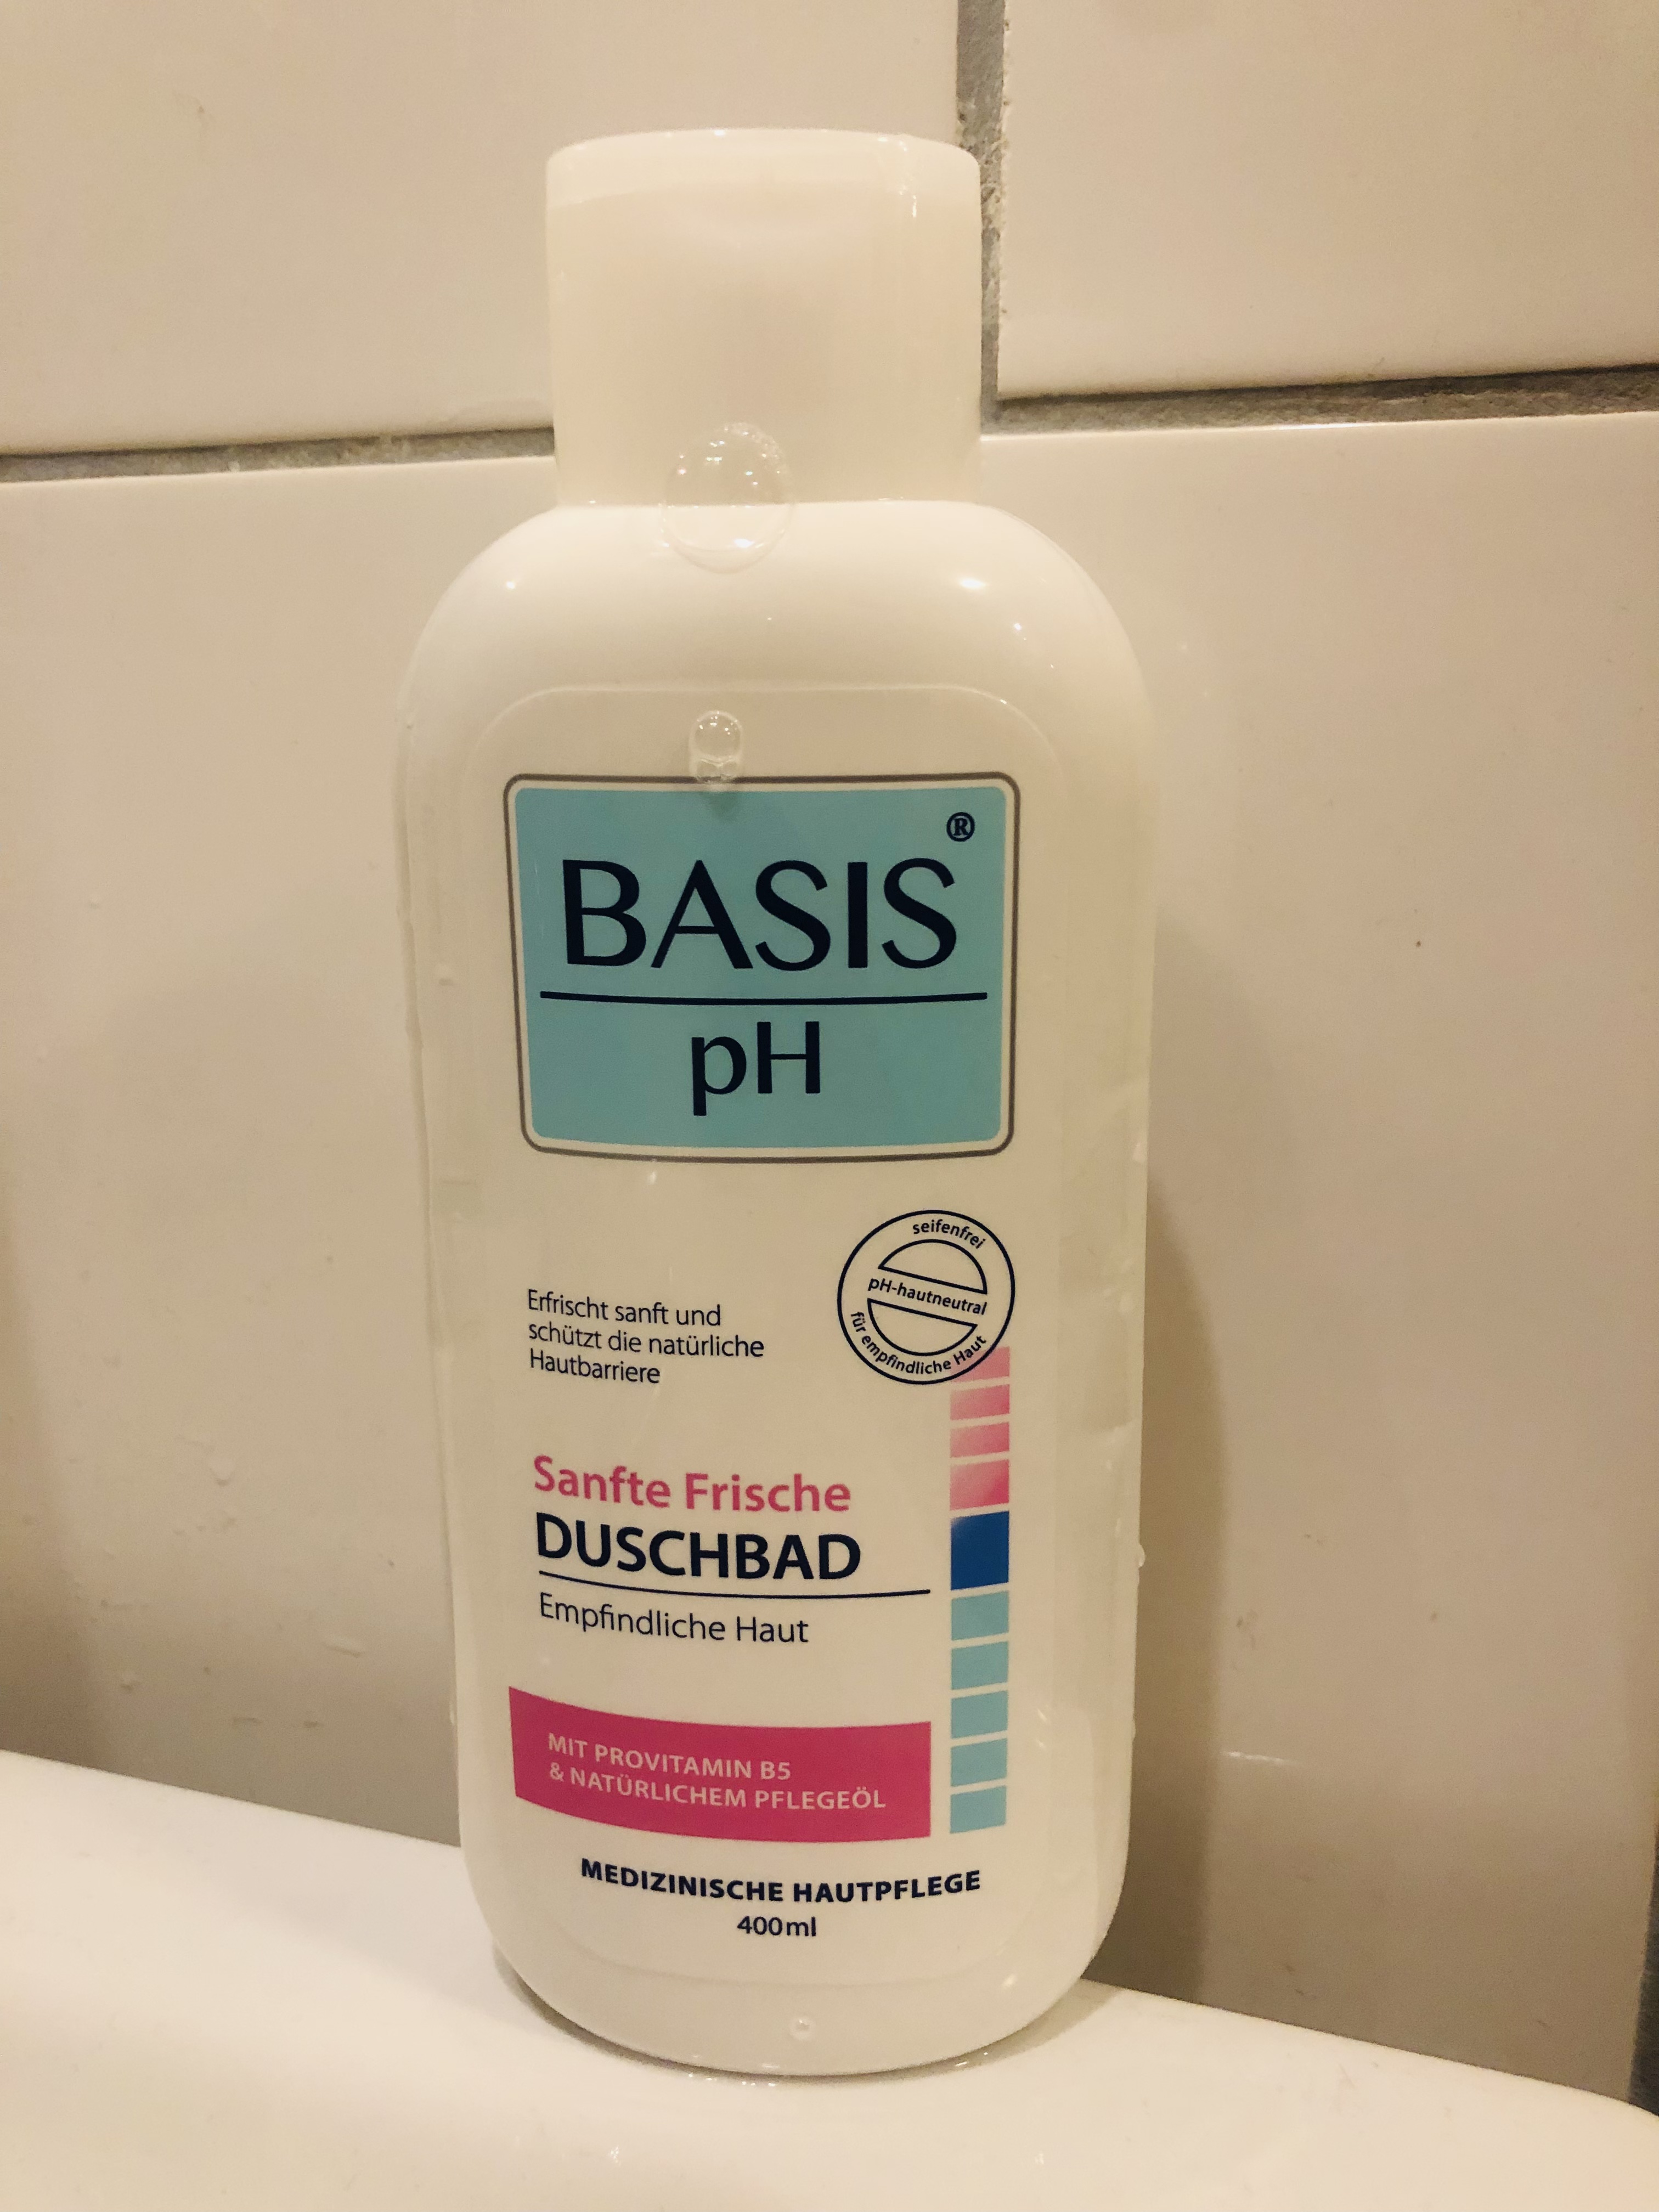 BASIS®
pH
seifenfrei
pH-hautneutral
für empfindliche Haut
Erfrischt sanft und
schützt die natürliche
Hautbarriere
Sanfte Frische
DUSCHBAD
Empfindliche Haut
MIT PROVITAMIN B5
& NATÜRLICHEM PFLEGEÖL
MEDIZINISCHE HAUTPFLEGE
400ml